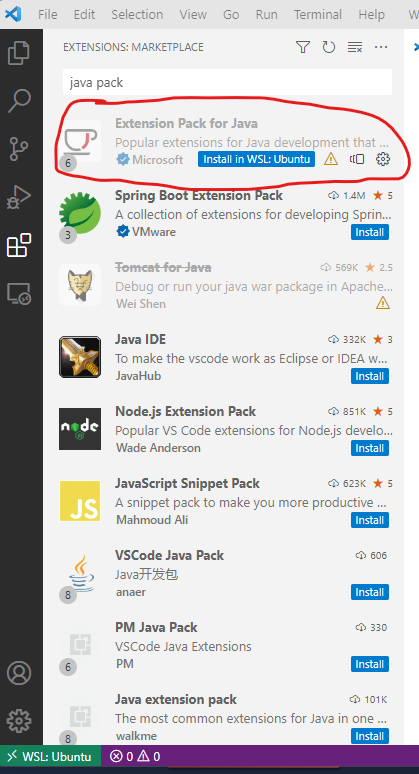 File Edit Selection View Go Run Terminal Help
EXTENSIONS: MARKETPLACE
java pack
Extension Pack for Java
Popular extensions for Java development that ...
6 Microsoft Install in WSL: Ubuntu
Spring Boot Extension Pack 1.4M 5
A collection of extensions for developing Sprin...
3 VMware Install
Tomcat for Java 569K 2.5
Debug or run your java war package in Apache...
Wei Shen
Java IDE 332K 3
To make the vscode work as Eclipse or IDEA w...
JavaHub Install
Node.js Extension Pack 851K 5
node
Popular VS Code extensions for Node.js develo...
Wade Anderson Install
JavaScript Snippet Pack 623K 5
JS
A snippet pack to make you more productive ...
Mahmoud Ali Install
VSCode Java Pack 606
Java开发包
8 anaer Install
PM Java Pack 330
VSCode Java Extensions
6 PM Install
Java extension pack 101K
The most common extensions for Java in one ...
8 walkme Install
WSL: Ubuntu 0 0